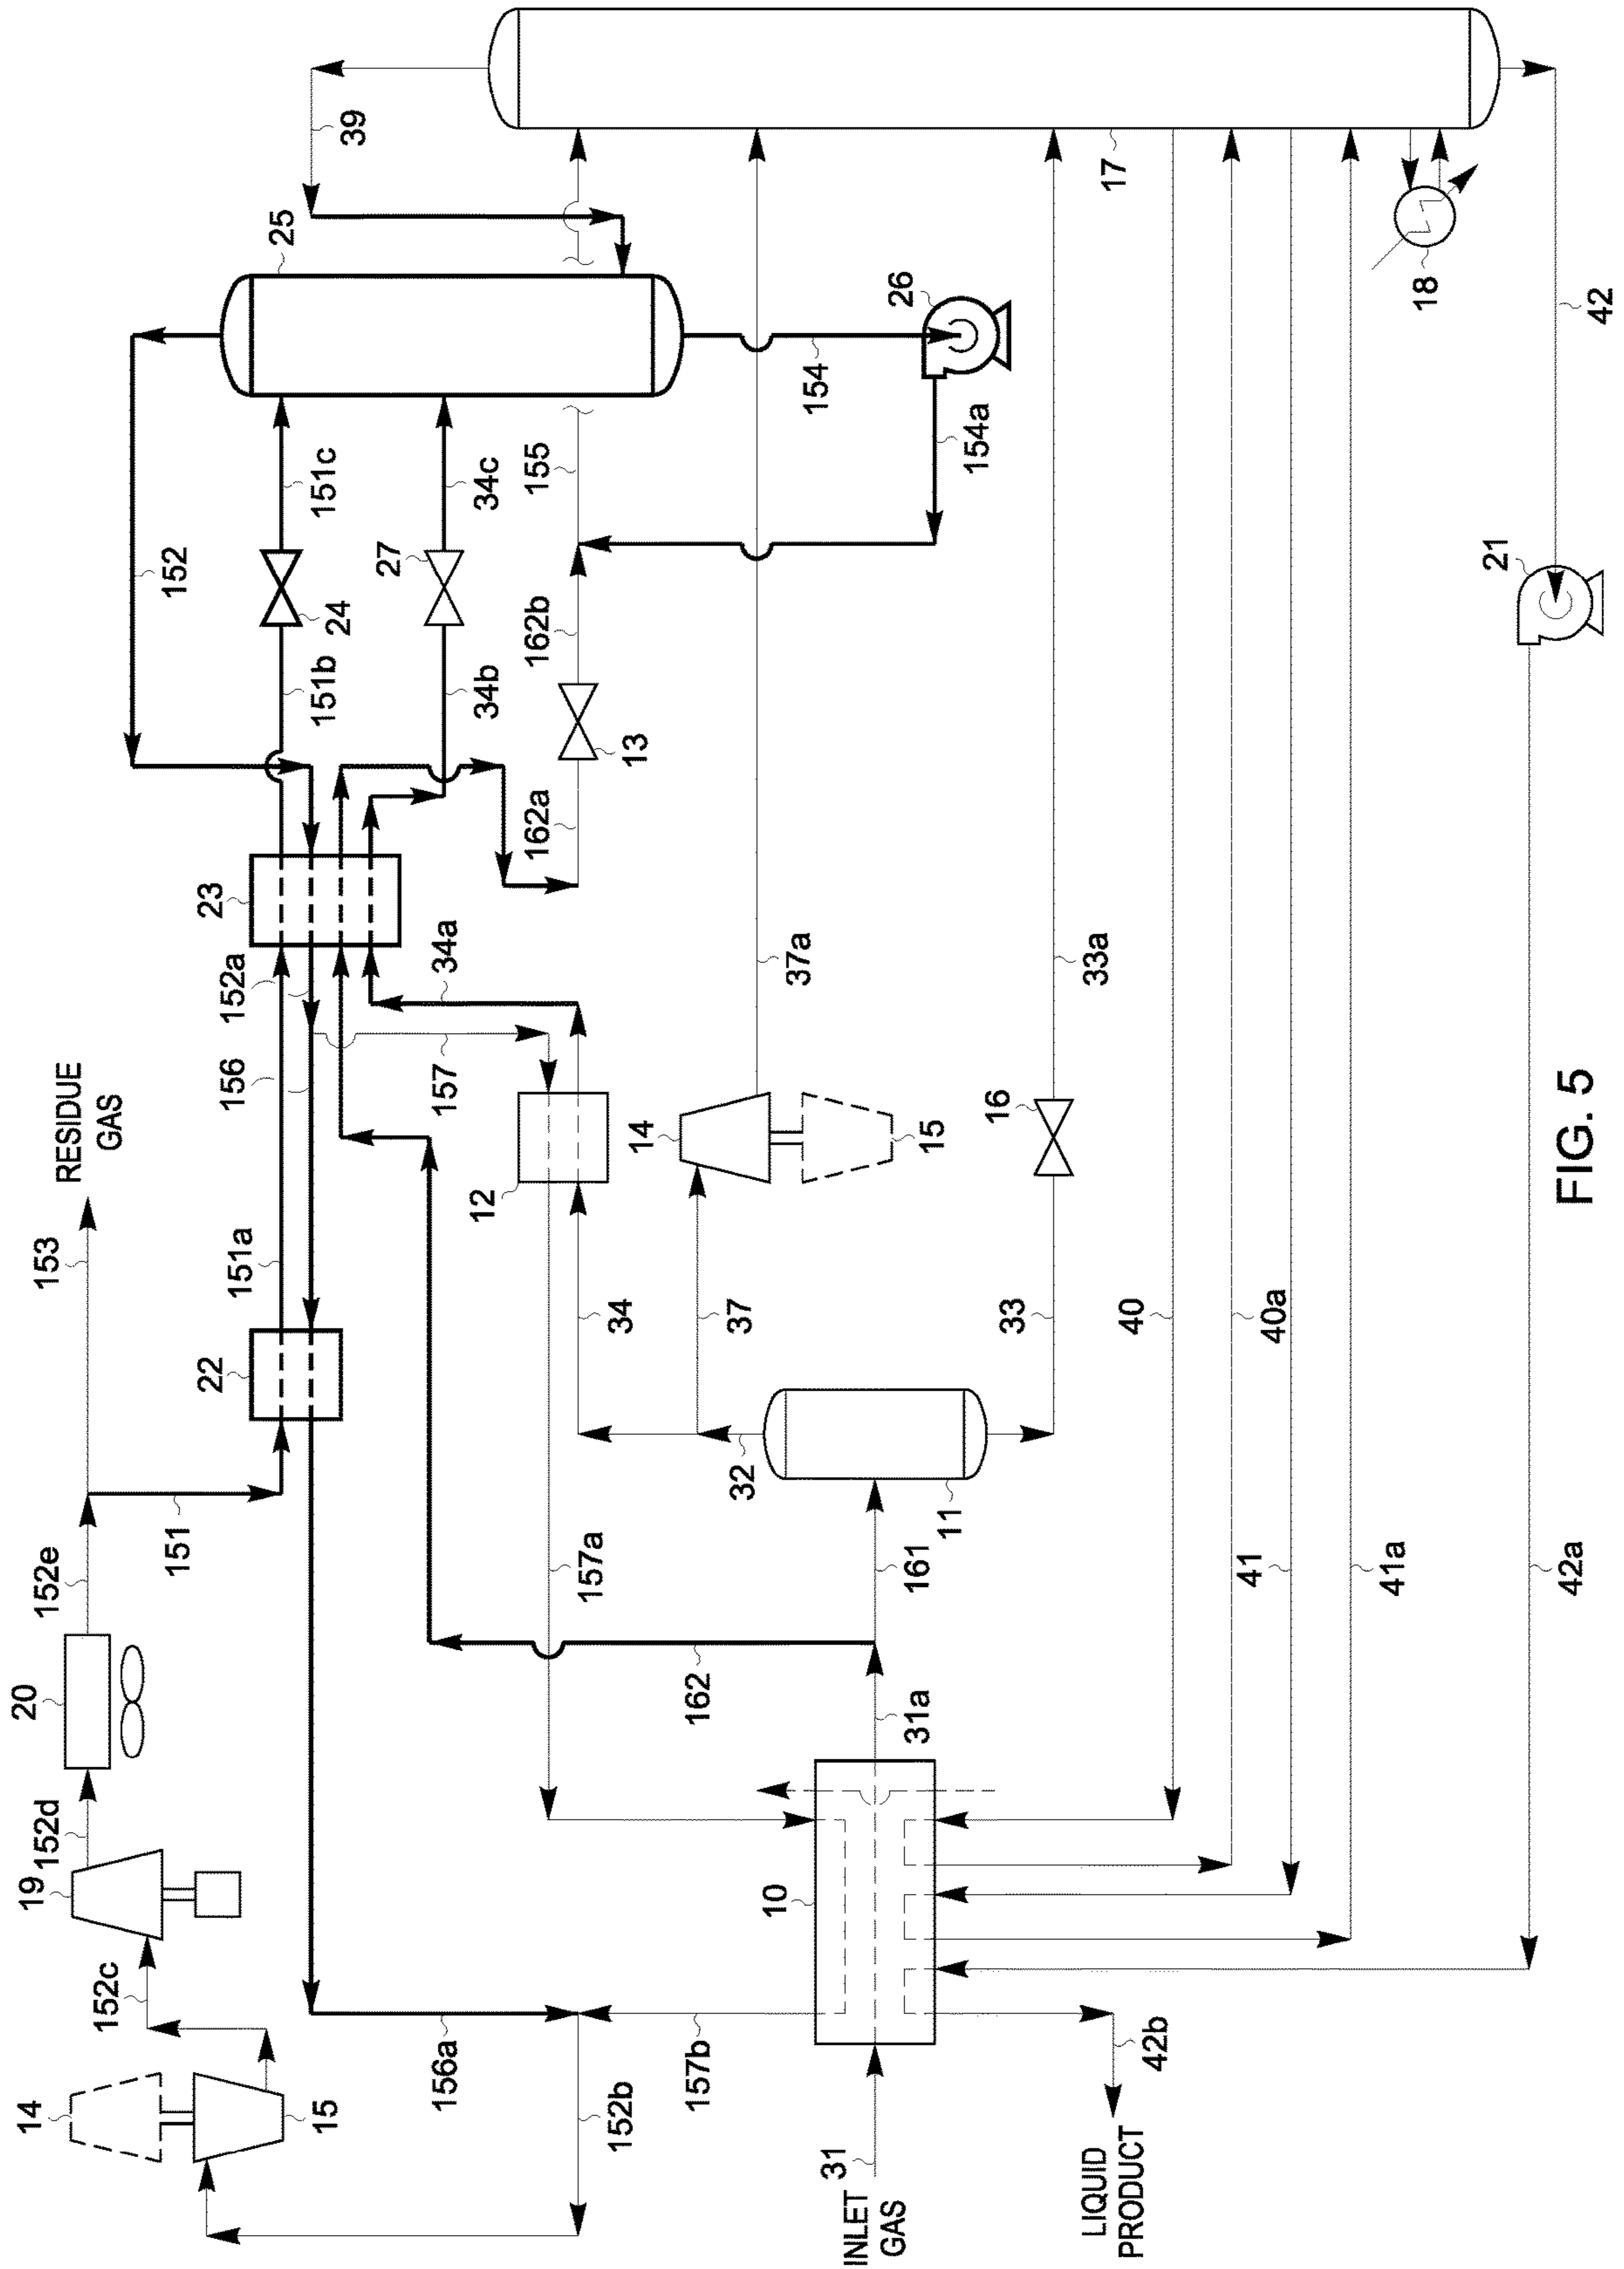 39
25
152
151c
34c
155
154
26
154a
17
18
42
24
27
151b
34b
162b
13
162a
21
23
152a
34a
37a
33a
RESIDUE
GAS
156
157
14
15
16
12
153
151a
22
34
37
33
40
40a
32
11
151
152e
157a
161
41
41a
42a
20
162
31a
152d
19
10
152c
156a
157b
42b
14
15
152b
31
INLET
GAS
LIQUID
PRODUCT
FIG. 5